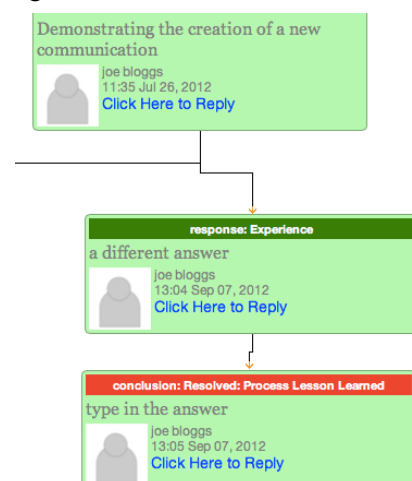 Demonstrating the creation of a new
communication
joe bloggs
11:35 Jul 26, 2012
Click Here to Reply
response: Experience
a different answer
joe bloggs
13:04 Sep 07, 2012
Click Here to Reply
conclusion: Resolved: Process Lesson Learned
type in the answer
joe bloggs
13:05 Sep 07, 2012
Click Here to Reply